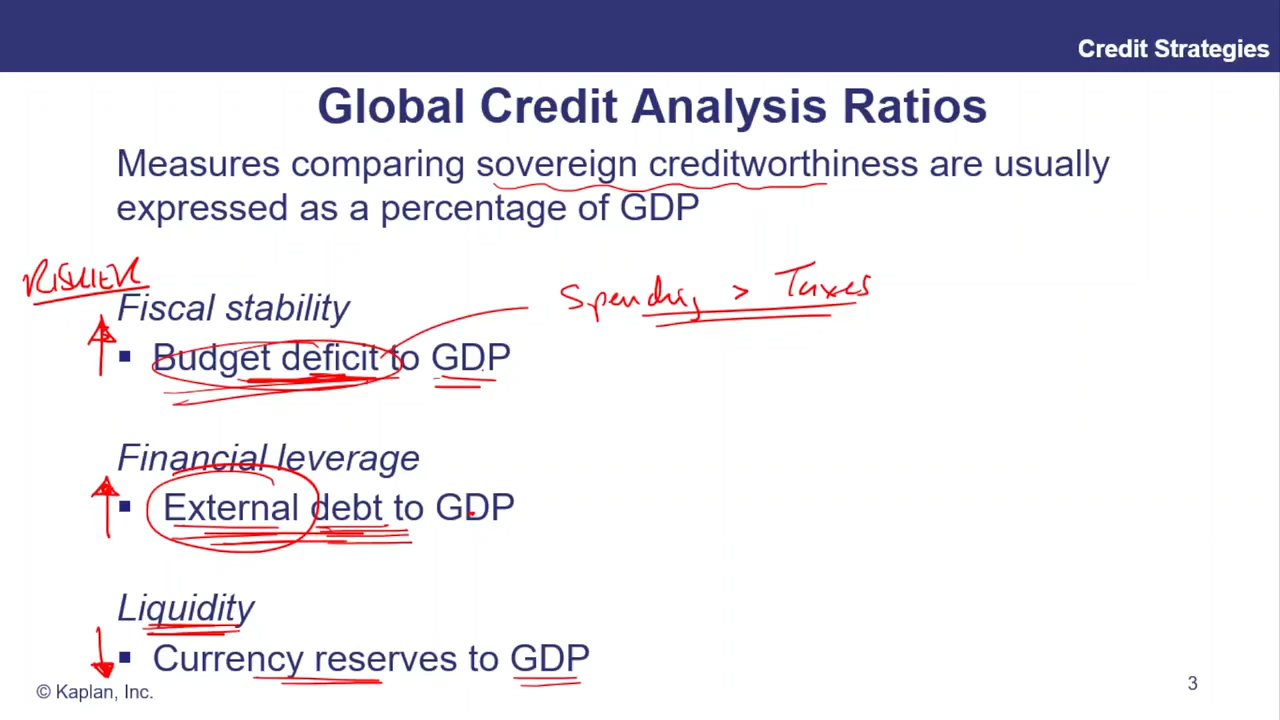 Credit Strategies
Global Credit Analysis Ratios
Measures comparing sovereign creditworthiness are usually
expressed as a percentage of GDP
RISKIER
Spending > Taxes
Fiscal stability
▪ Budget deficit to GDP
Financial leverage
▪ External debt to GDP
Liquidity
▪ Currency reserves to GDP
© Kaplan, Inc.
3